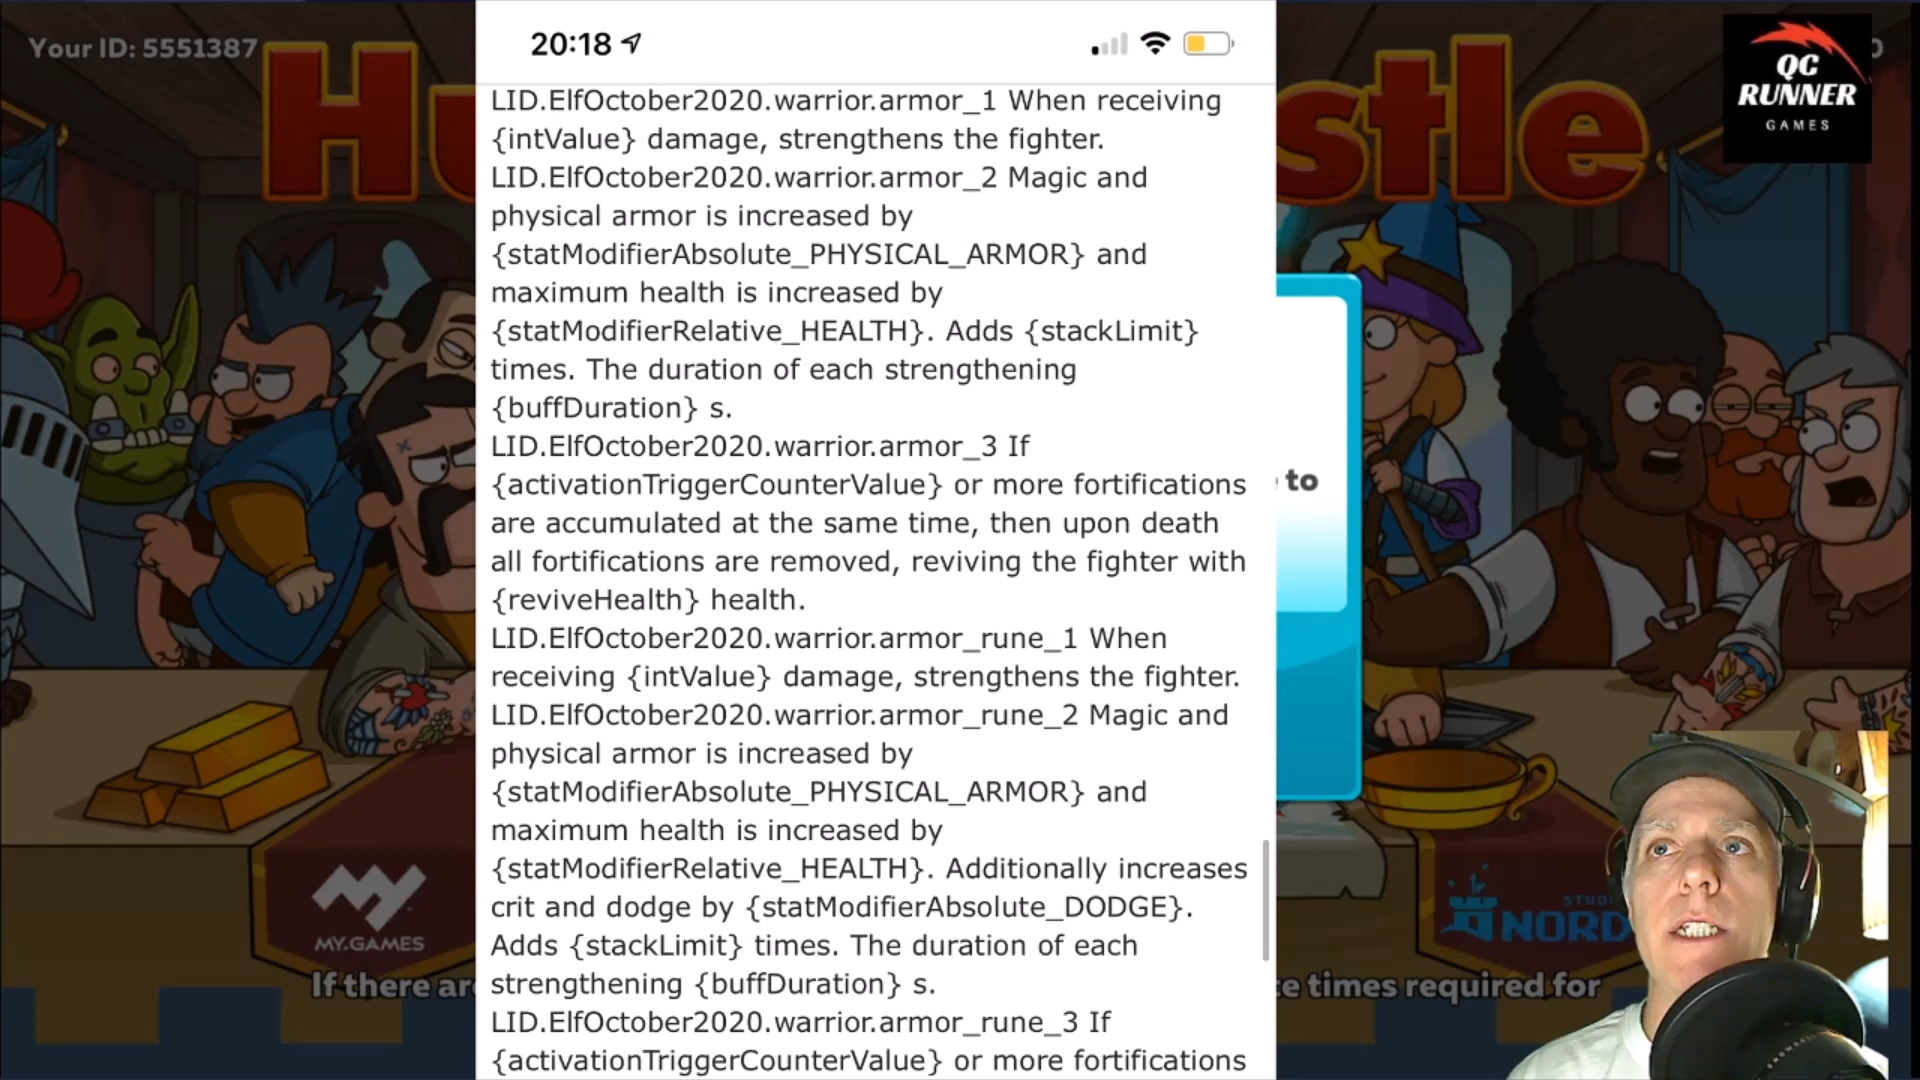 Your ID: 5551387
20:18
QC
RUNNER
GAMES
H
stle
LID.ElfOctober2020.warrior.armor_1 When receiving
{intValue} damage, strengthens the fighter.
LID.ElfOctober2020.warrior.armor_2 Magic and
physical armor is increased by
{statModifierAbsolute_PHYSICAL_ARMOR} and
maximum health is increased by
{statModifierRelative_HEALTH}. Adds {stackLimit}
times. The duration of each strengthening
{buffDuration} s.
LID.ElfOctober2020.warrior.armor_3 If
{activationTriggerCounterValue} or more fortifications
are accumulated at the same time, then upon death
all fortifications are removed, reviving the fighter with
{reviveHealth} health.
LID.ElfOctober2020.warrior.armor_rune_1 When
receiving {intValue} damage, strengthens the fighter.
LID.ElfOctober2020.warrior.armor_rune_2 Magic and
physical armor is increased by
{statModifierAbsolute_PHYSICAL_ARMOR} and
maximum health is increased by
{statModifierRelative_HEALTH}. Additionally increases
crit and dodge by {statModifierAbsolute_DODGE}.
Adds {stackLimit} times. The duration of each
strengthening {buffDuration} s.
LID.ElfOctober2020.warrior.armor_rune_3 If
{activationTriggerCounterValue} or more fortifications
to
MY.GAMES
NORD
If there
times required for